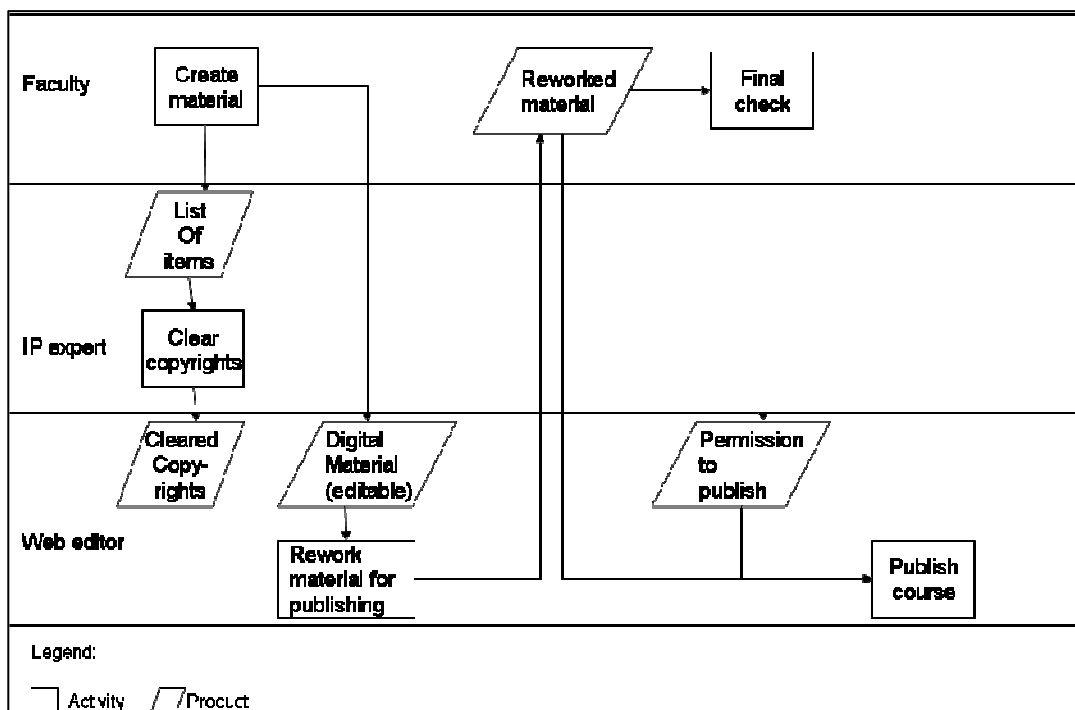 Faculty
Create
material
Reworked
material
Final
check
List
Of
items
IP expert
Clear
copyrights
Cleared
Copy-
rights
Digital
Material
(editable)
Permission
to
publish
Web editor
Rework
material for
publishing
Publish
course
Legend:
Activity
Product